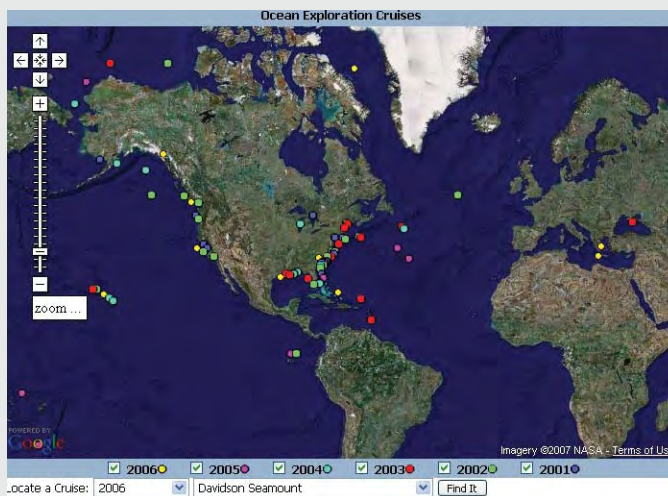 Ocean Exploration Cruises
zoom ...
POWERED BY
Google
Imagery ©2007 NASA - Terms of Us
2006 2005 2004 2003 2002 2001
Locate a Cruise: 2006 Davidson Seamount Find It